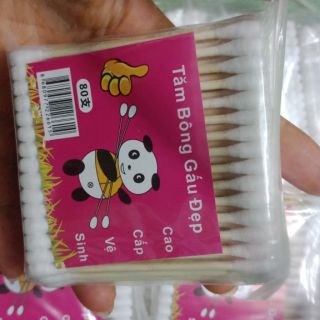 Tăm Bông Gấu Đẹp
Cao
Cấp
Vệ
Sinh
80支